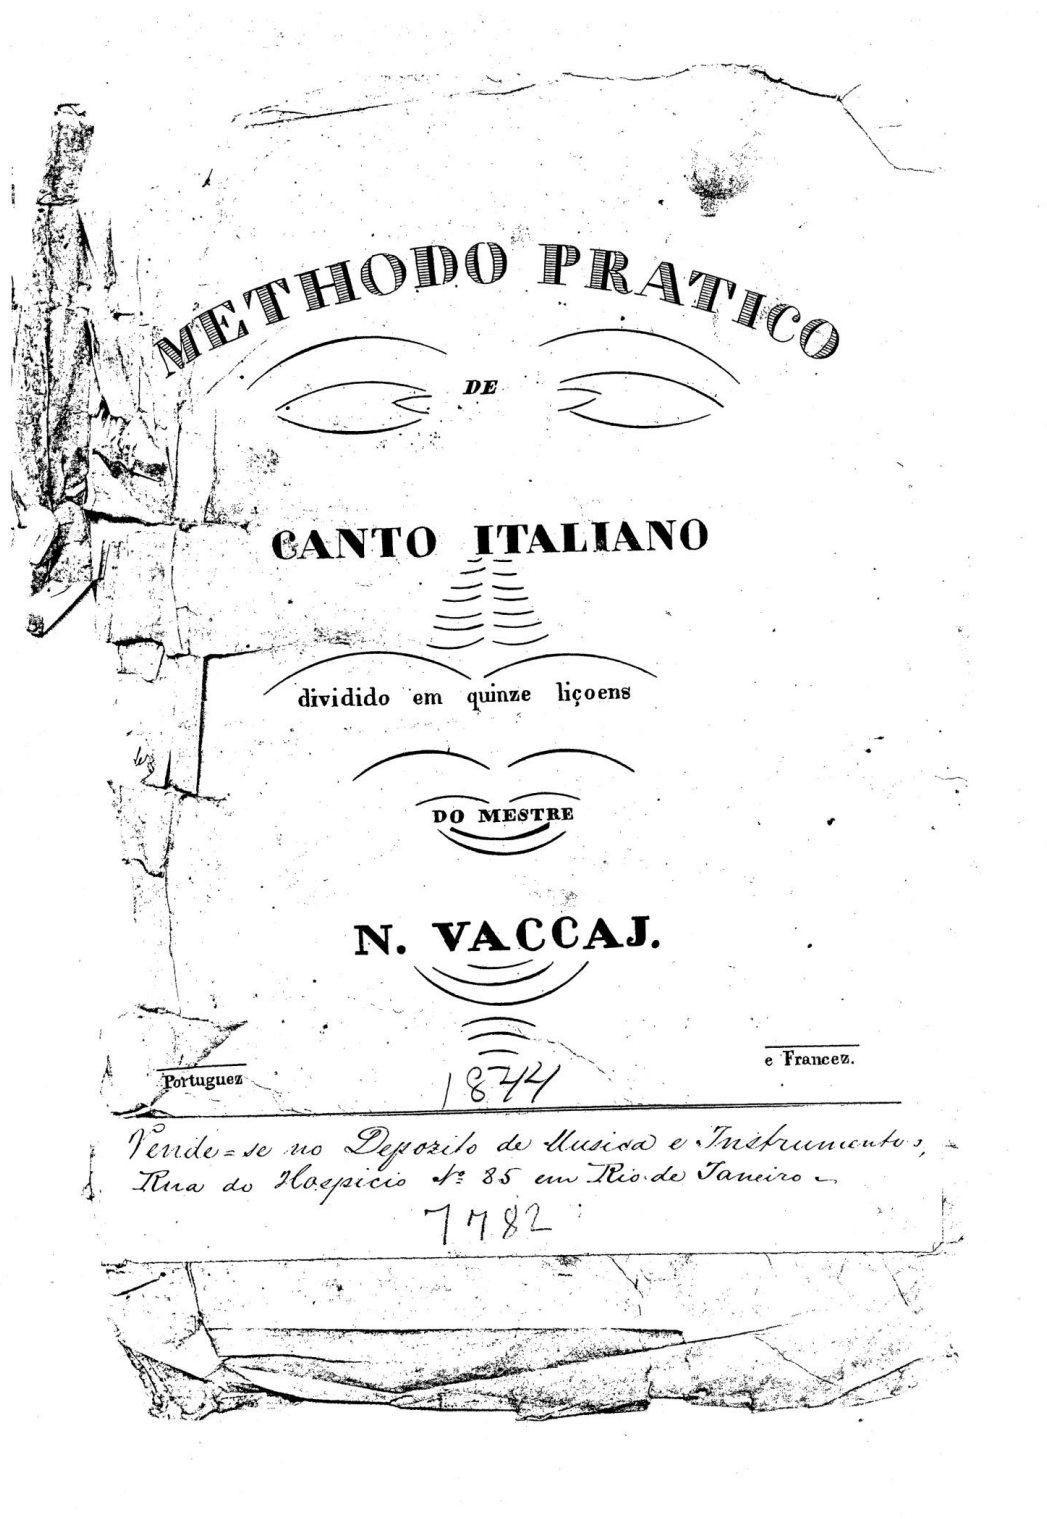 METHODO PRATICO
DE
CANTO ITALIANO
dividido em quinze liçoens
DO MESTRE
N. VACCAJ.
Portuguez
e Francez.
1844
Vende=se no Depozito de Musica e Instrumentos,
Rua do Hospicio Nº 85 em Rio de Janeiro
7782